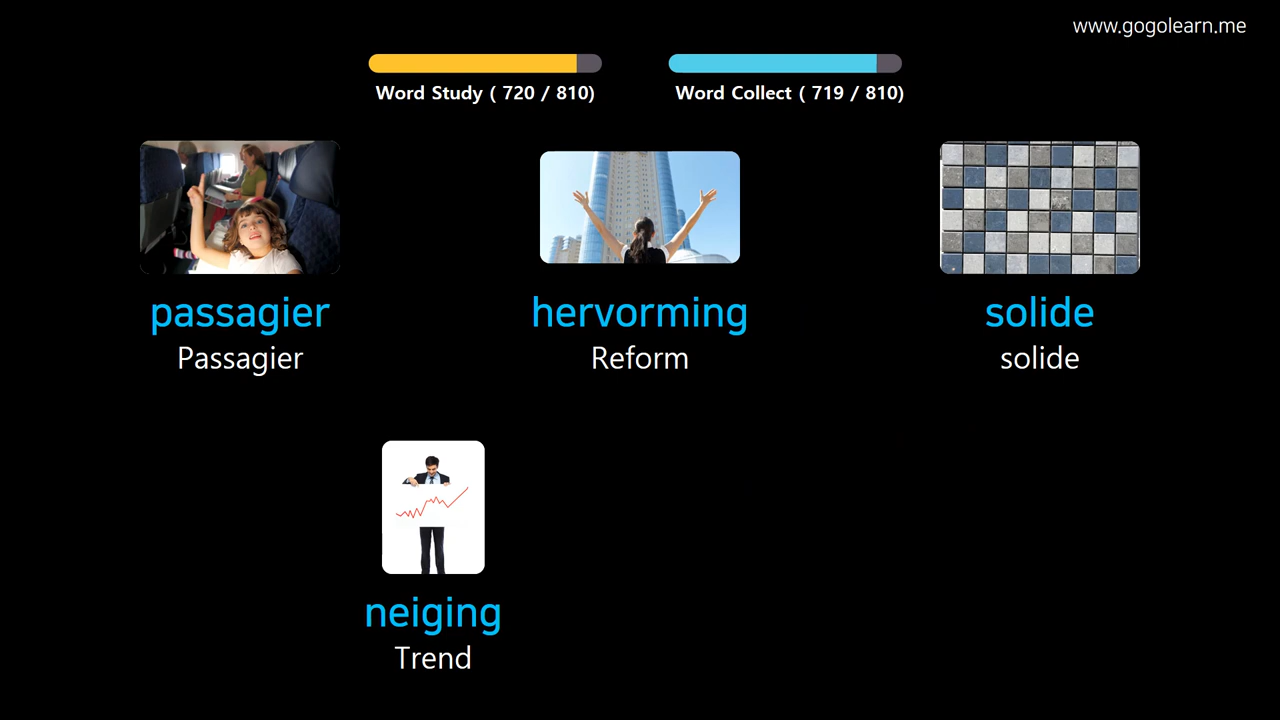 www.gogolearn.me
Word Study ( 720 / 810)
Word Collect ( 719 / 810)
passagier
Passagier
hervorming
Reform
solide
solide
neiging
Trend